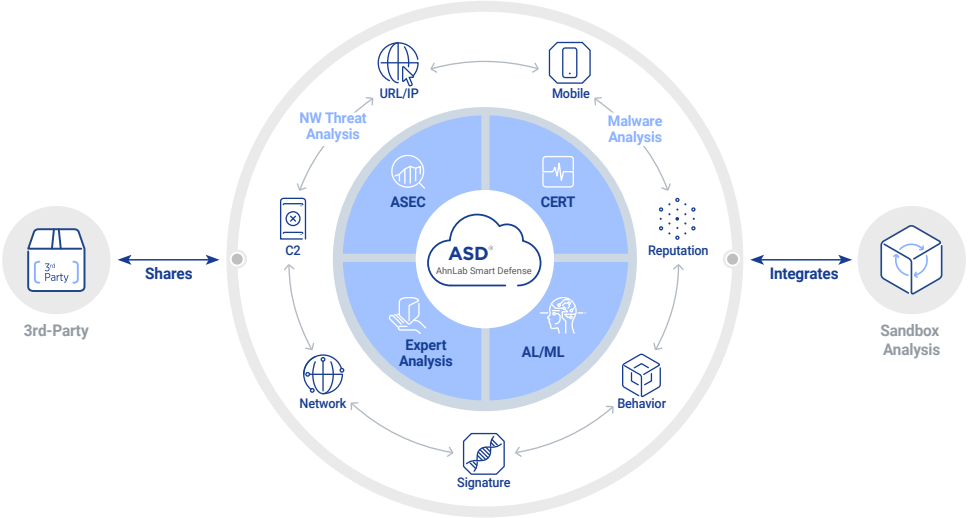 URL/IP
Mobile
NW Threat
Analysis
Malware
Analysis
ASEC
CERT
C2
Reputation
ASD®
AhnLab Smart Defense
3rd
Party
Shares
Integrates
3rd-Party
Sandbox
Analysis
Expert
Analysis
AL/ML
Network
Behavior
Signature